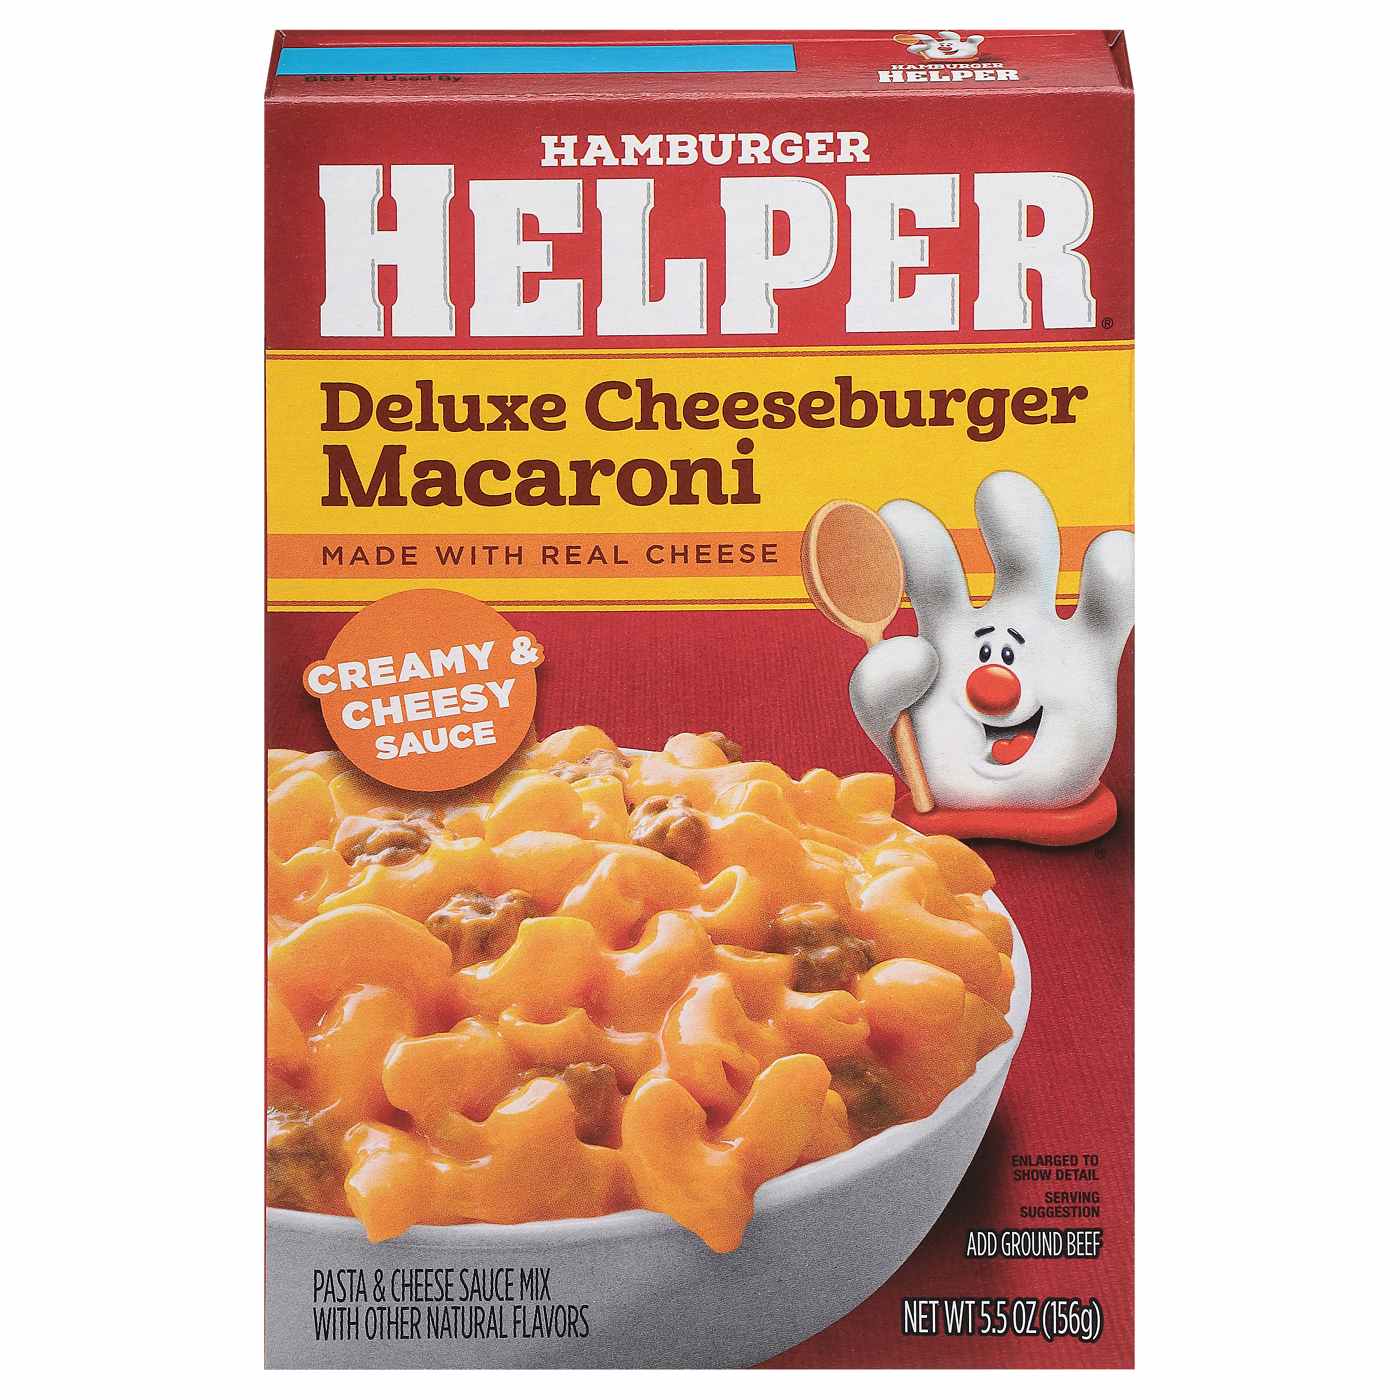 BEST If Used By
HAMBURGER
HELPER
HAMBURGER
HELPER®
Deluxe Cheeseburger
Macaroni
MADE WITH REAL CHEESE
CREAMY &
CHEESY
SAUCE
®
ENLARGED TO
SHOW DETAIL
SERVING
SUGGESTION
ADD GROUND BEEF
PASTA & CHEESE SAUCE MIX
WITH OTHER NATURAL FLAVORS
NET WT 5.5 OZ (156g)